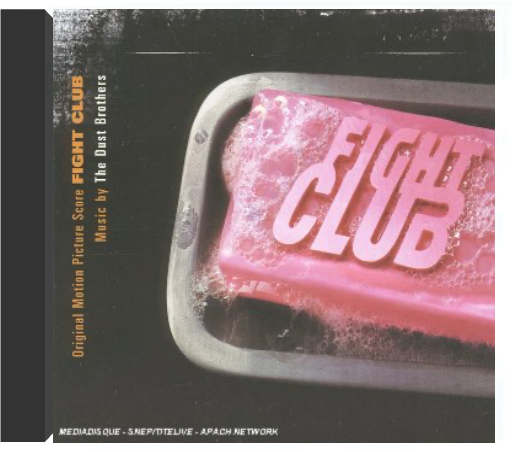 Original Motion Picture Score FIGHT CLUB
Music by The Dust Brothers
FIGHT
CLUB
MEDIADISQUE - SNEP/TITELIVE - APACH NETWORK